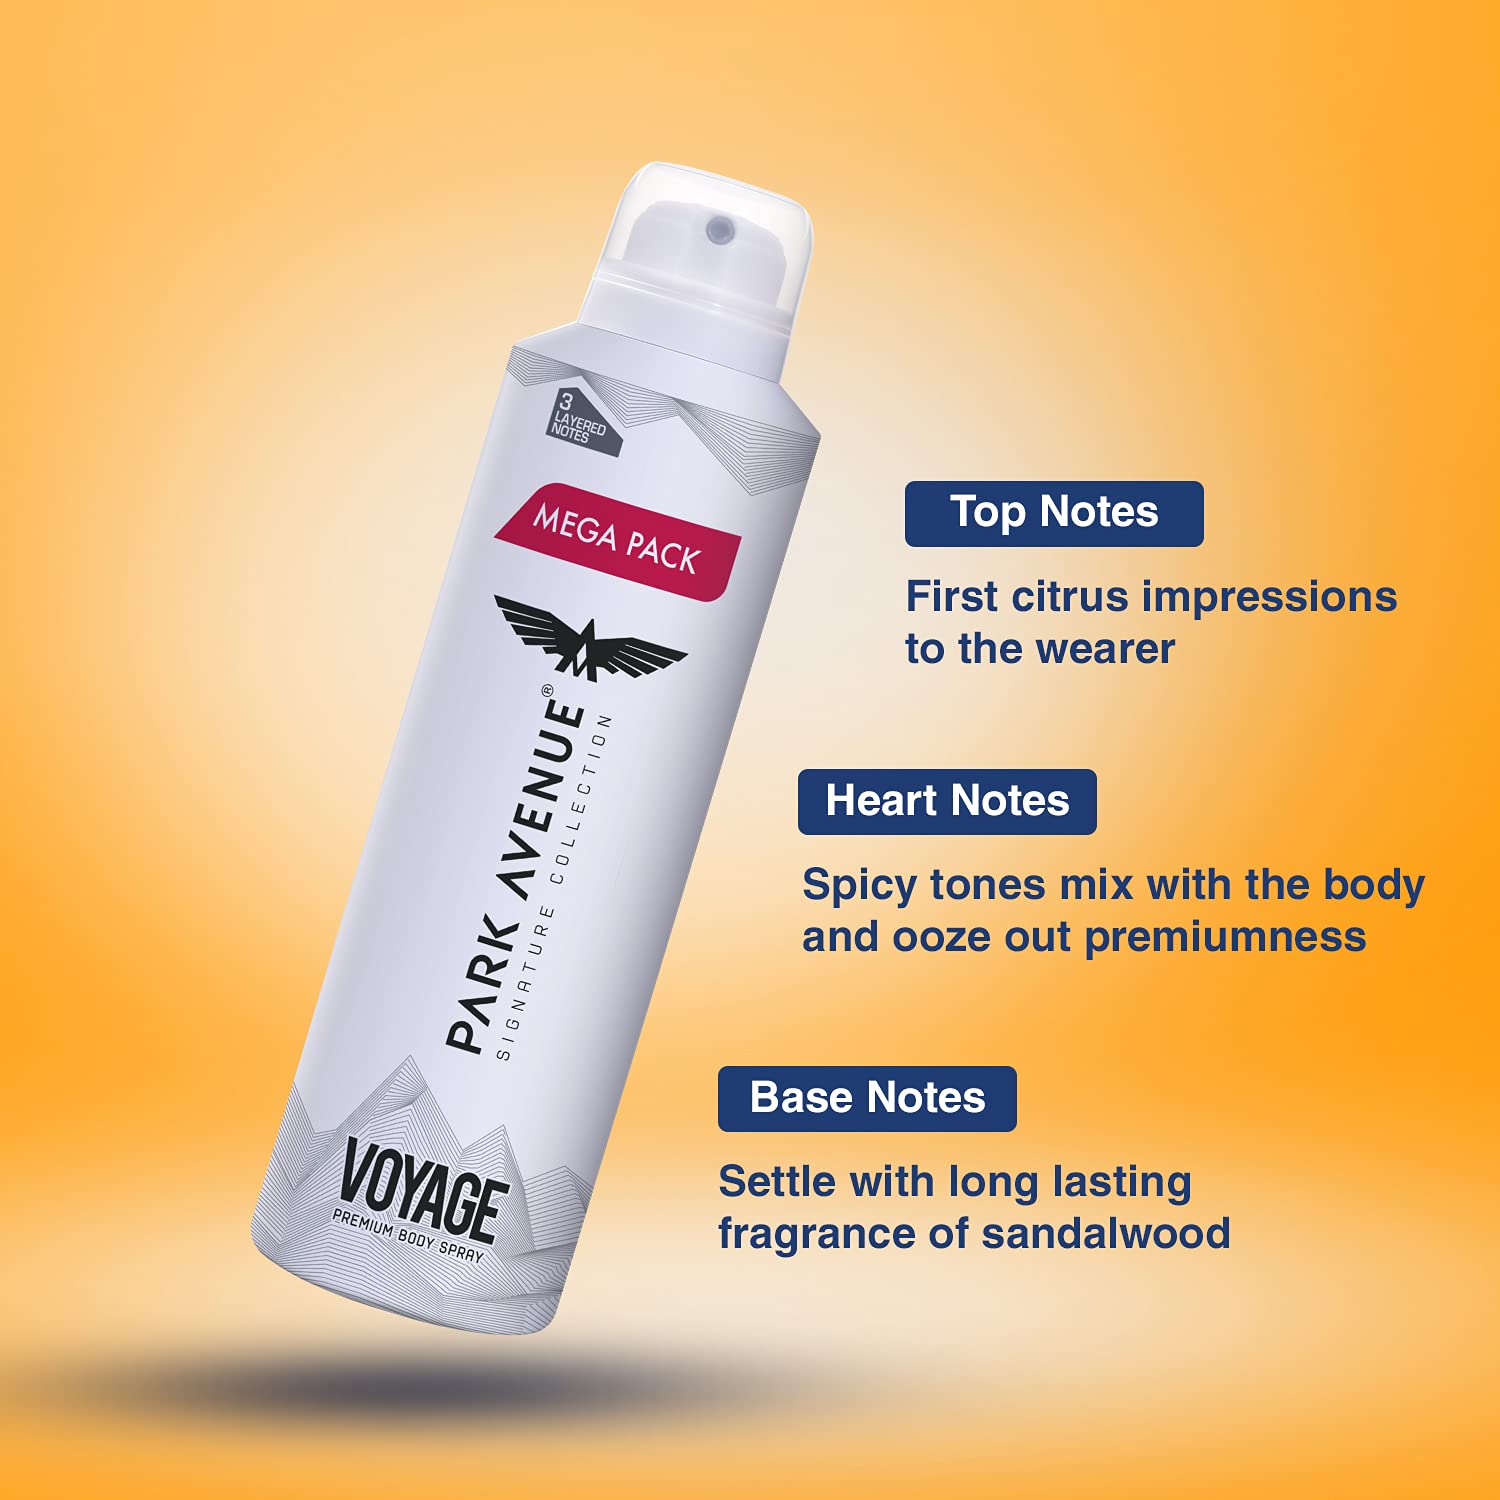 3
LAYERED
NOTES
MEGA PACK
PARK AVENUE®
SIGNATURE COLLECTION
VOYAGE
PREMIUM BODY SPRAY
Top Notes
First citrus impressions
to the wearer
Heart Notes
Spicy tones mix with the body
and ooze out premiumness
Base Notes
Settle with long lasting
fragrance of sandalwood